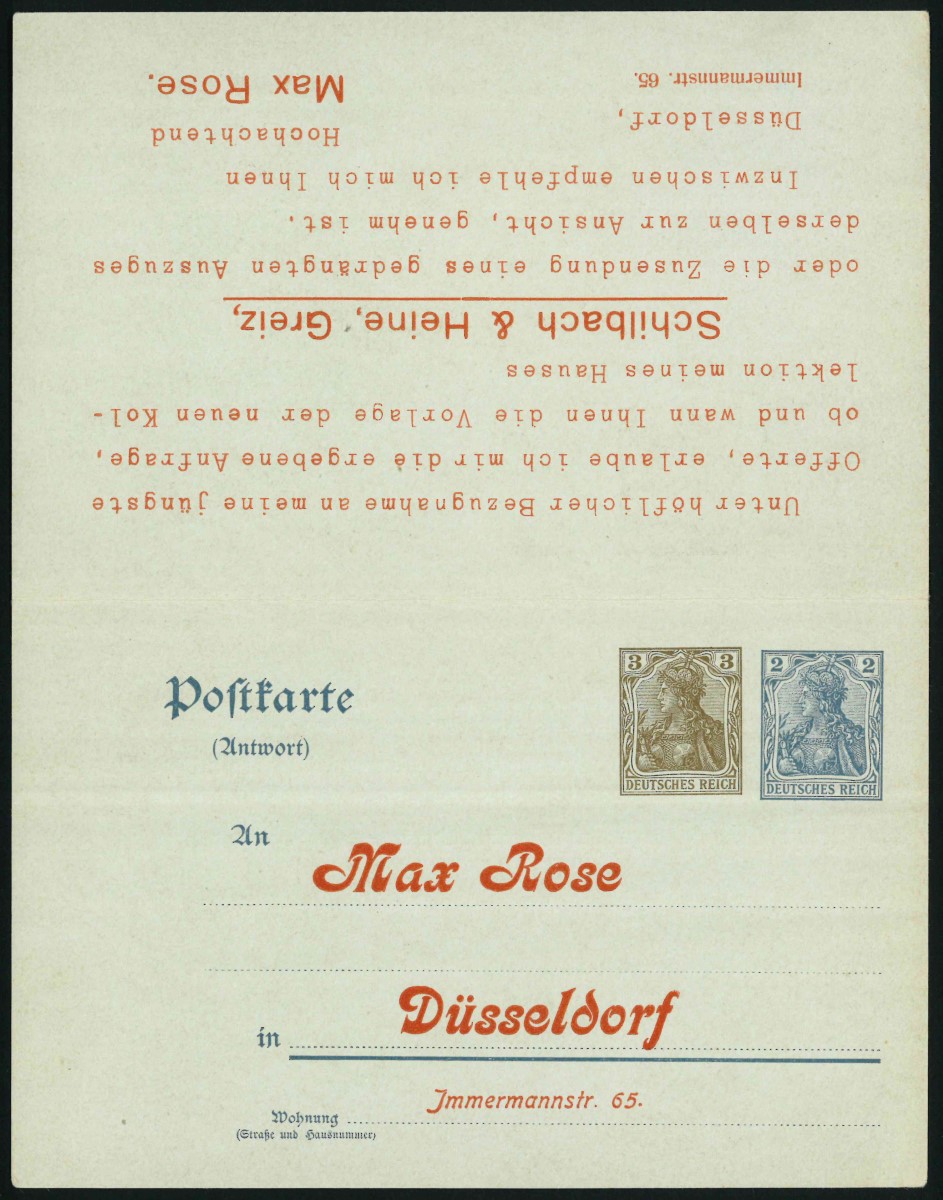 Unter höflicher Bezugnahme an meine jüngste
Offerte, erlaube ich mir die ergebene Anfrage,
ob und wann Ihnen die Vorlage der neuen Kol-
lektion meines Hauses
Schilbach & Heine, Greiz,
oder die Zusendung eines gedrängten Auszuges
derselben zur Ansicht, genehm ist.
Inzwischen empfehle ich mich Ihnen
Düsseldorf, Hochachtend
Immermannstr. 65. Max Rose.
3 3 2 2
DEUTSCHES REICH DEUTSCHES REICH
Poſtkarte
(Antwort)
An
Max Rose
in Düsseldorf
Immermannstr. 65.
Wohnung
(Straße und Hausnummer)